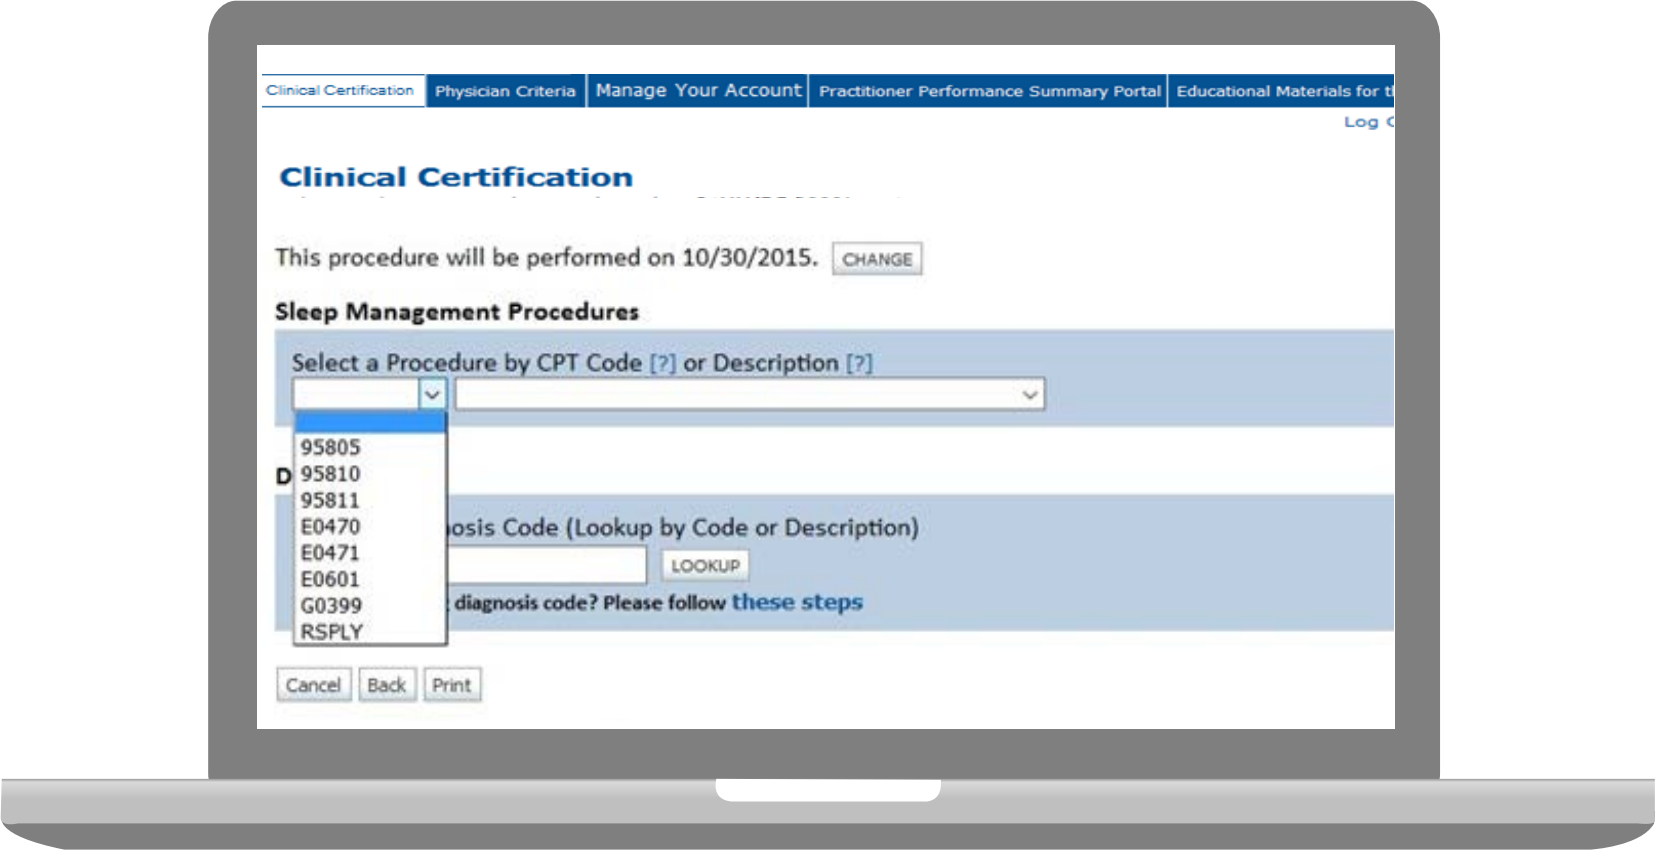 Clinical Certification Physician Criteria Manage Your Account Practitioner Performance Summary Portal Educational Materials for
Log
Clinical Certification
This procedure will be performed on 10/30/2015. CHANGE
Sleep Management Procedures
Select a Procedure by CPT Code [?] or Description [?]
95805
95810
95811
E0470
E0471
E0601
G0399
RSPLY
D
nosis Code (Lookup by Code or Description)
LOOKUP
diagnosis code? Please follow these steps
Cancel Back Print